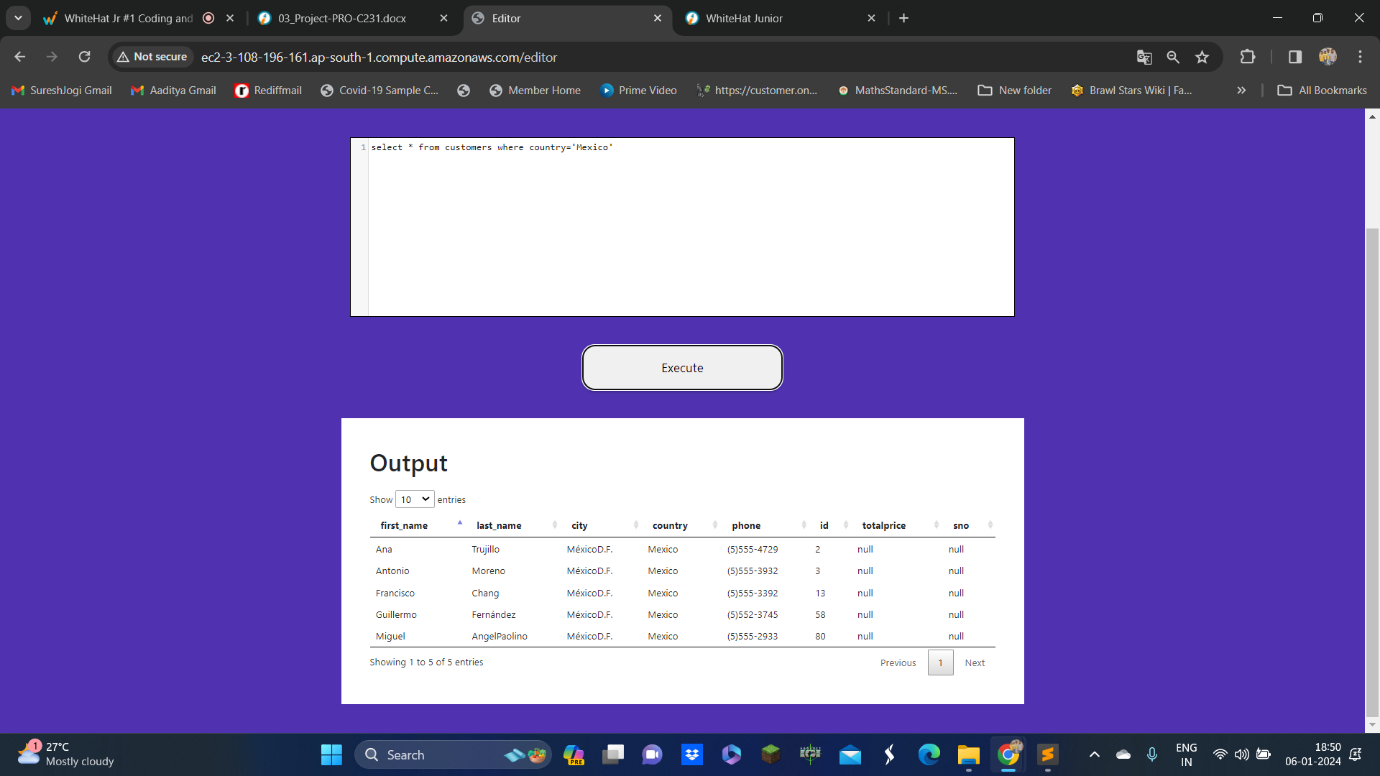 WhiteHat Jr #1 Coding and
03_Project-PRO-C231.docx
Editor
WhiteHat Junior
Not secure
ec2-3-108-196-161.ap-south-1.compute.amazonaws.com/editor
SureshJogi Gmail
Aaditya Gmail
Rediffmail
Covid-19 Sample C...
Member Home
Prime Video
https://customer.on...
MathsStandard-MS....
New folder
Brawl Stars Wiki | Fa...
All Bookmarks
1 select * from customers where country='Mexico'
Execute
Output
Show 10 entries
first_name last_name city country phone id totalprice sno
Ana Trujillo MéxicoD.F. Mexico (5)555-4729 2 null null
Antonio Moreno MéxicoD.F. Mexico (5)555-3932 3 null null
Francisco Chang MéxicoD.F. Mexico (5)555-3392 13 null null
Guillermo Fernández MéxicoD.F. Mexico (5)552-3745 58 null null
Miguel AngelPaolino MéxicoD.F. Mexico (5)555-2933 80 null null
Showing 1 to 5 of 5 entries
Previous 1 Next
1
27°C
Mostly cloudy
Search
PRE
ENG
IN
18:50
06-01-2024